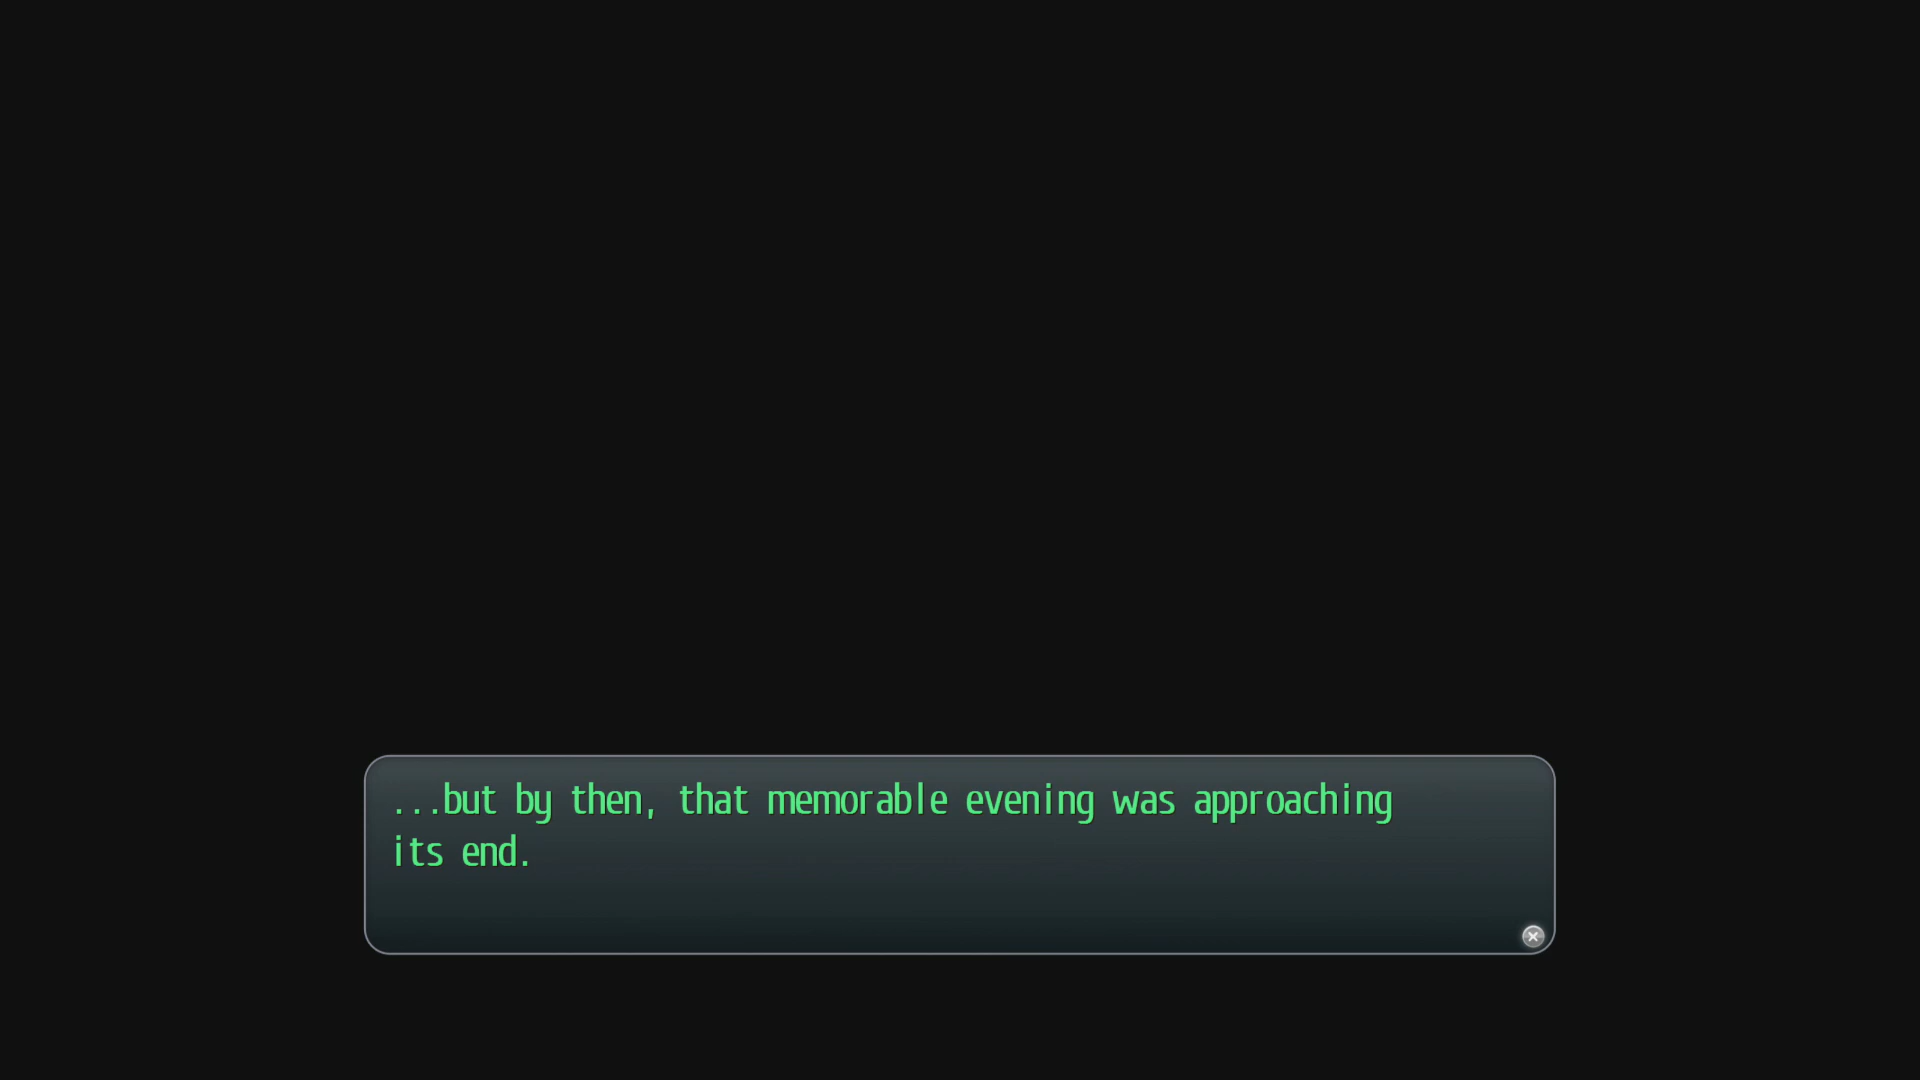 ...but by then, that memorable evening was approaching
its end.